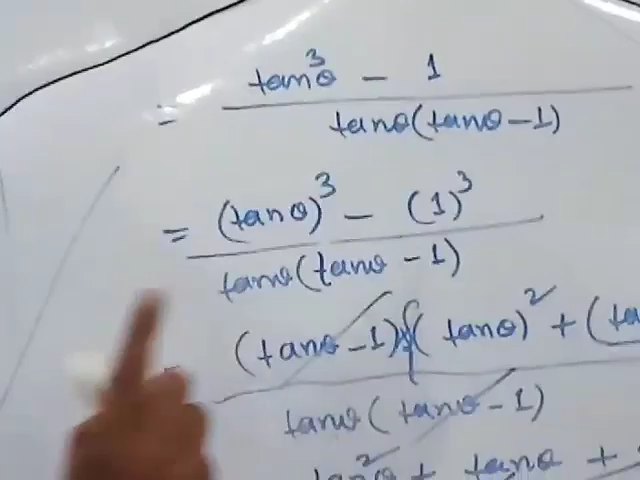 tan³θ − 1
= tanθ(tanθ − 1)
= (tanθ)³ − (1)³
tanθ(tanθ − 1)
(tanθ − 1){(tanθ)² + (ta
tanθ(tanθ − 1)
tan²θ + tanθ +